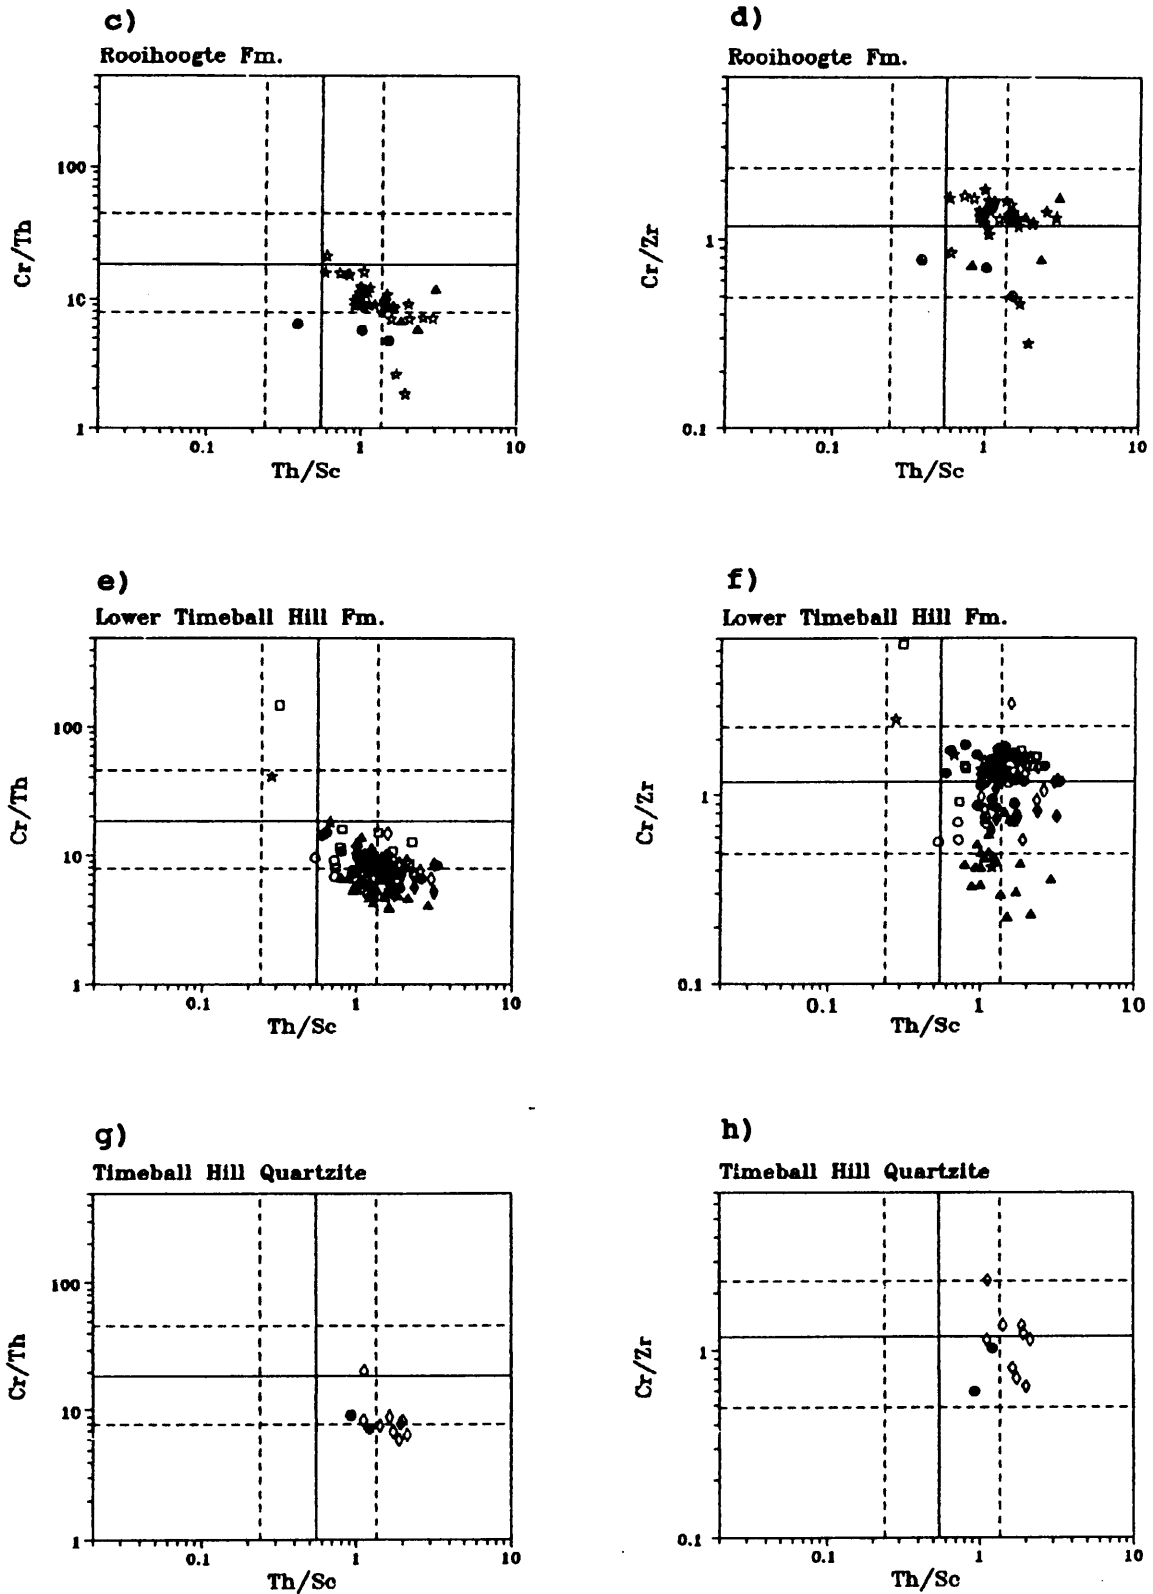 c)
Rooihoogte Fm.
100
10
1
Cr/Th
0.1
1
10
Th/Sc
d)
Rooihoogte Fm.
1
0.1
Cr/Zr
0.1
1
10
Th/Sc
e)
Lower Timeball Hill Fm.
100
10
1
Cr/Th
0.1
1
10
Th/Sc
f)
Lower Timeball Hill Fm.
1
0.1
Cr/Zr
0.1
1
10
Th/Sc
g)
Timeball Hill Quartzite
100
10
1
Cr/Th
0.1
1
10
Th/Sc
h)
Timeball Hill Quartzite
1
0.1
Cr/Zr
0.1
1
10
Th/Sc